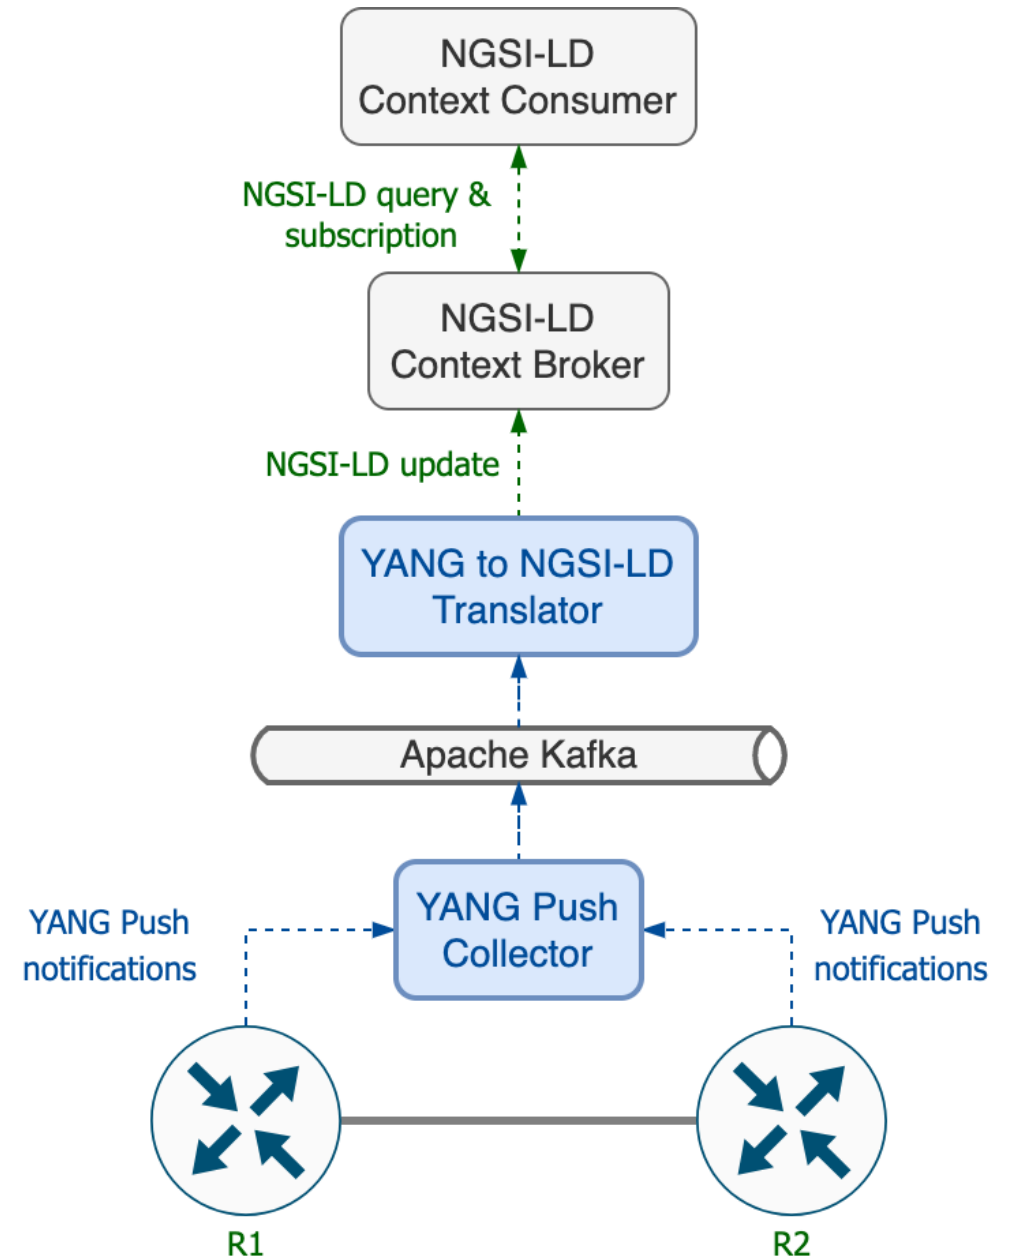 NGSI-LD
Context Consumer
NGSI-LD query &
subscription
NGSI-LD
Context Broker
NGSI-LD update
YANG to NGSI-LD
Translator
Apache Kafka
YANG Push
Collector
YANG Push
notifications
YANG Push
notifications
R1
R2